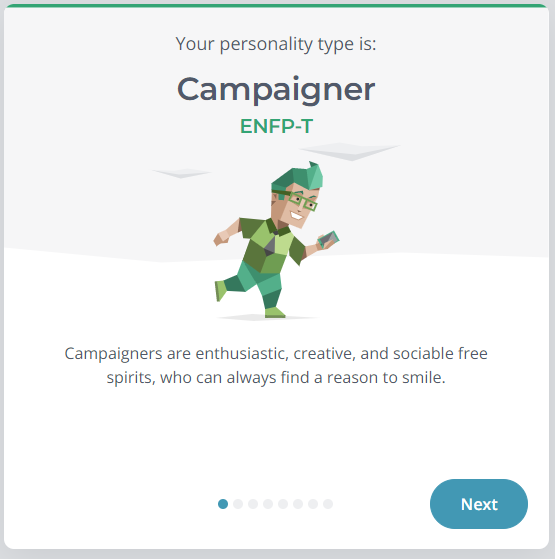 Your personality type is:
Campaigner
ENFP-T
Campaigners are enthusiastic, creative, and sociable free
spirits, who can always find a reason to smile.
Next